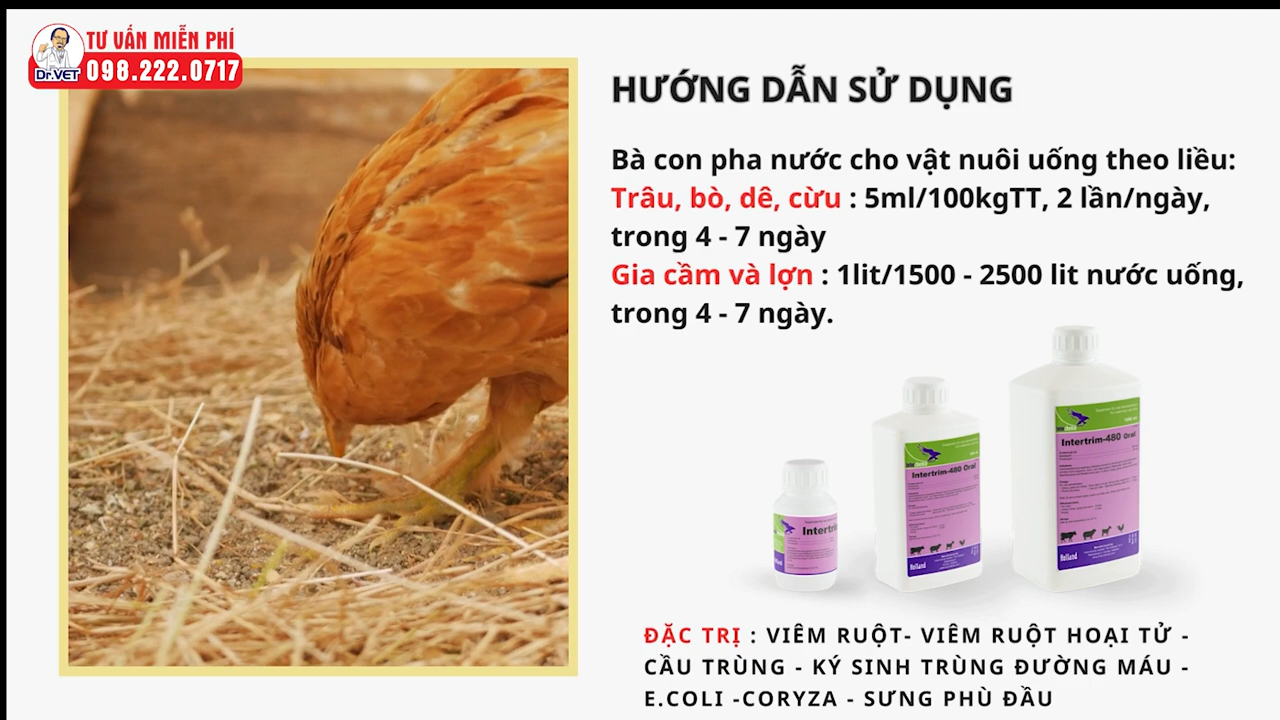 TƯ VẤN MIỄN PHÍ
Dr.VET 098.222.0717
HƯỚNG DẪN SỬ DỤNG
Bà con pha nước cho vật nuôi uống theo liều:
Trâu, bò, dê, cừu : 5ml/100kgTT, 2 lần/ngày,
trong 4 - 7 ngày
Gia cầm và lợn : 1lit/1500 - 2500 lit nước uống,
trong 4 - 7 ngày.
Intertrim-480 Oral
Holland
Intertrim-480 Oral
Holland
ĐẶC TRỊ : VIÊM RUỘT- VIÊM RUỘT HOẠI TỬ -
CẦU TRÙNG - KÝ SINH TRÙNG ĐƯỜNG MÁU -
E.COLI -CORYZA - SƯNG PHÙ ĐẦU